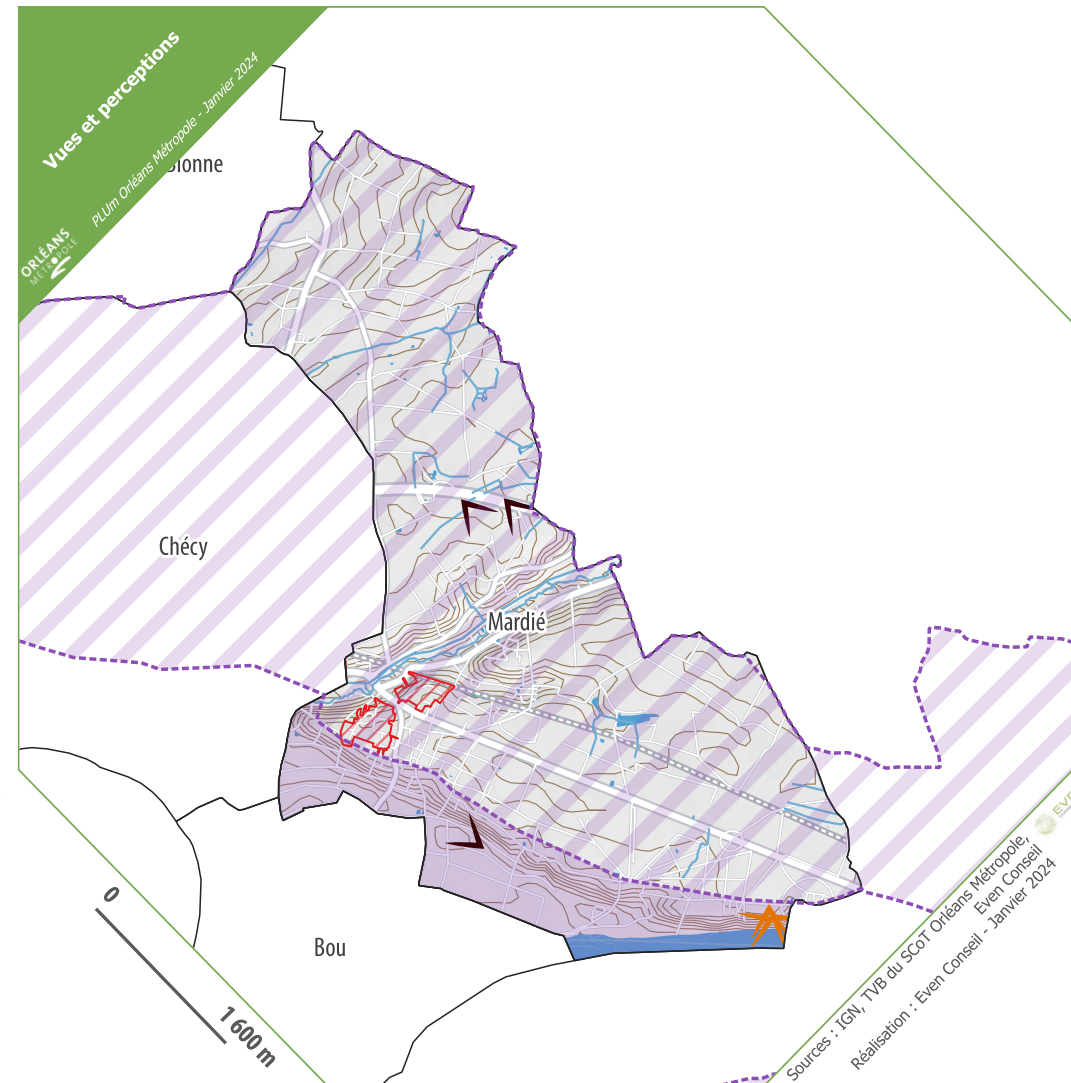 Vues et perceptions
PLUm Orléans Métropole - Janvier 2024
ORLÉANS
MÉTROPOLE
Chécy
Mardié
Bou
0
1 600 m
Sources : IGN, TVB du SCoT Orléans Métropole,
Even Conseil
Réalisation : Even Conseil - Janvier 2024